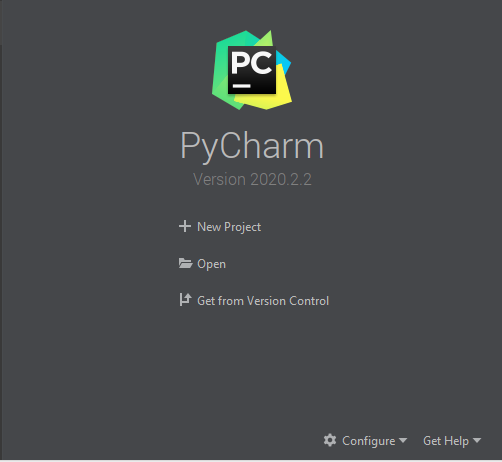 PC
PyCharm
Version 2020.2.2
New Project
Open
Get from Version Control
Configure Get Help